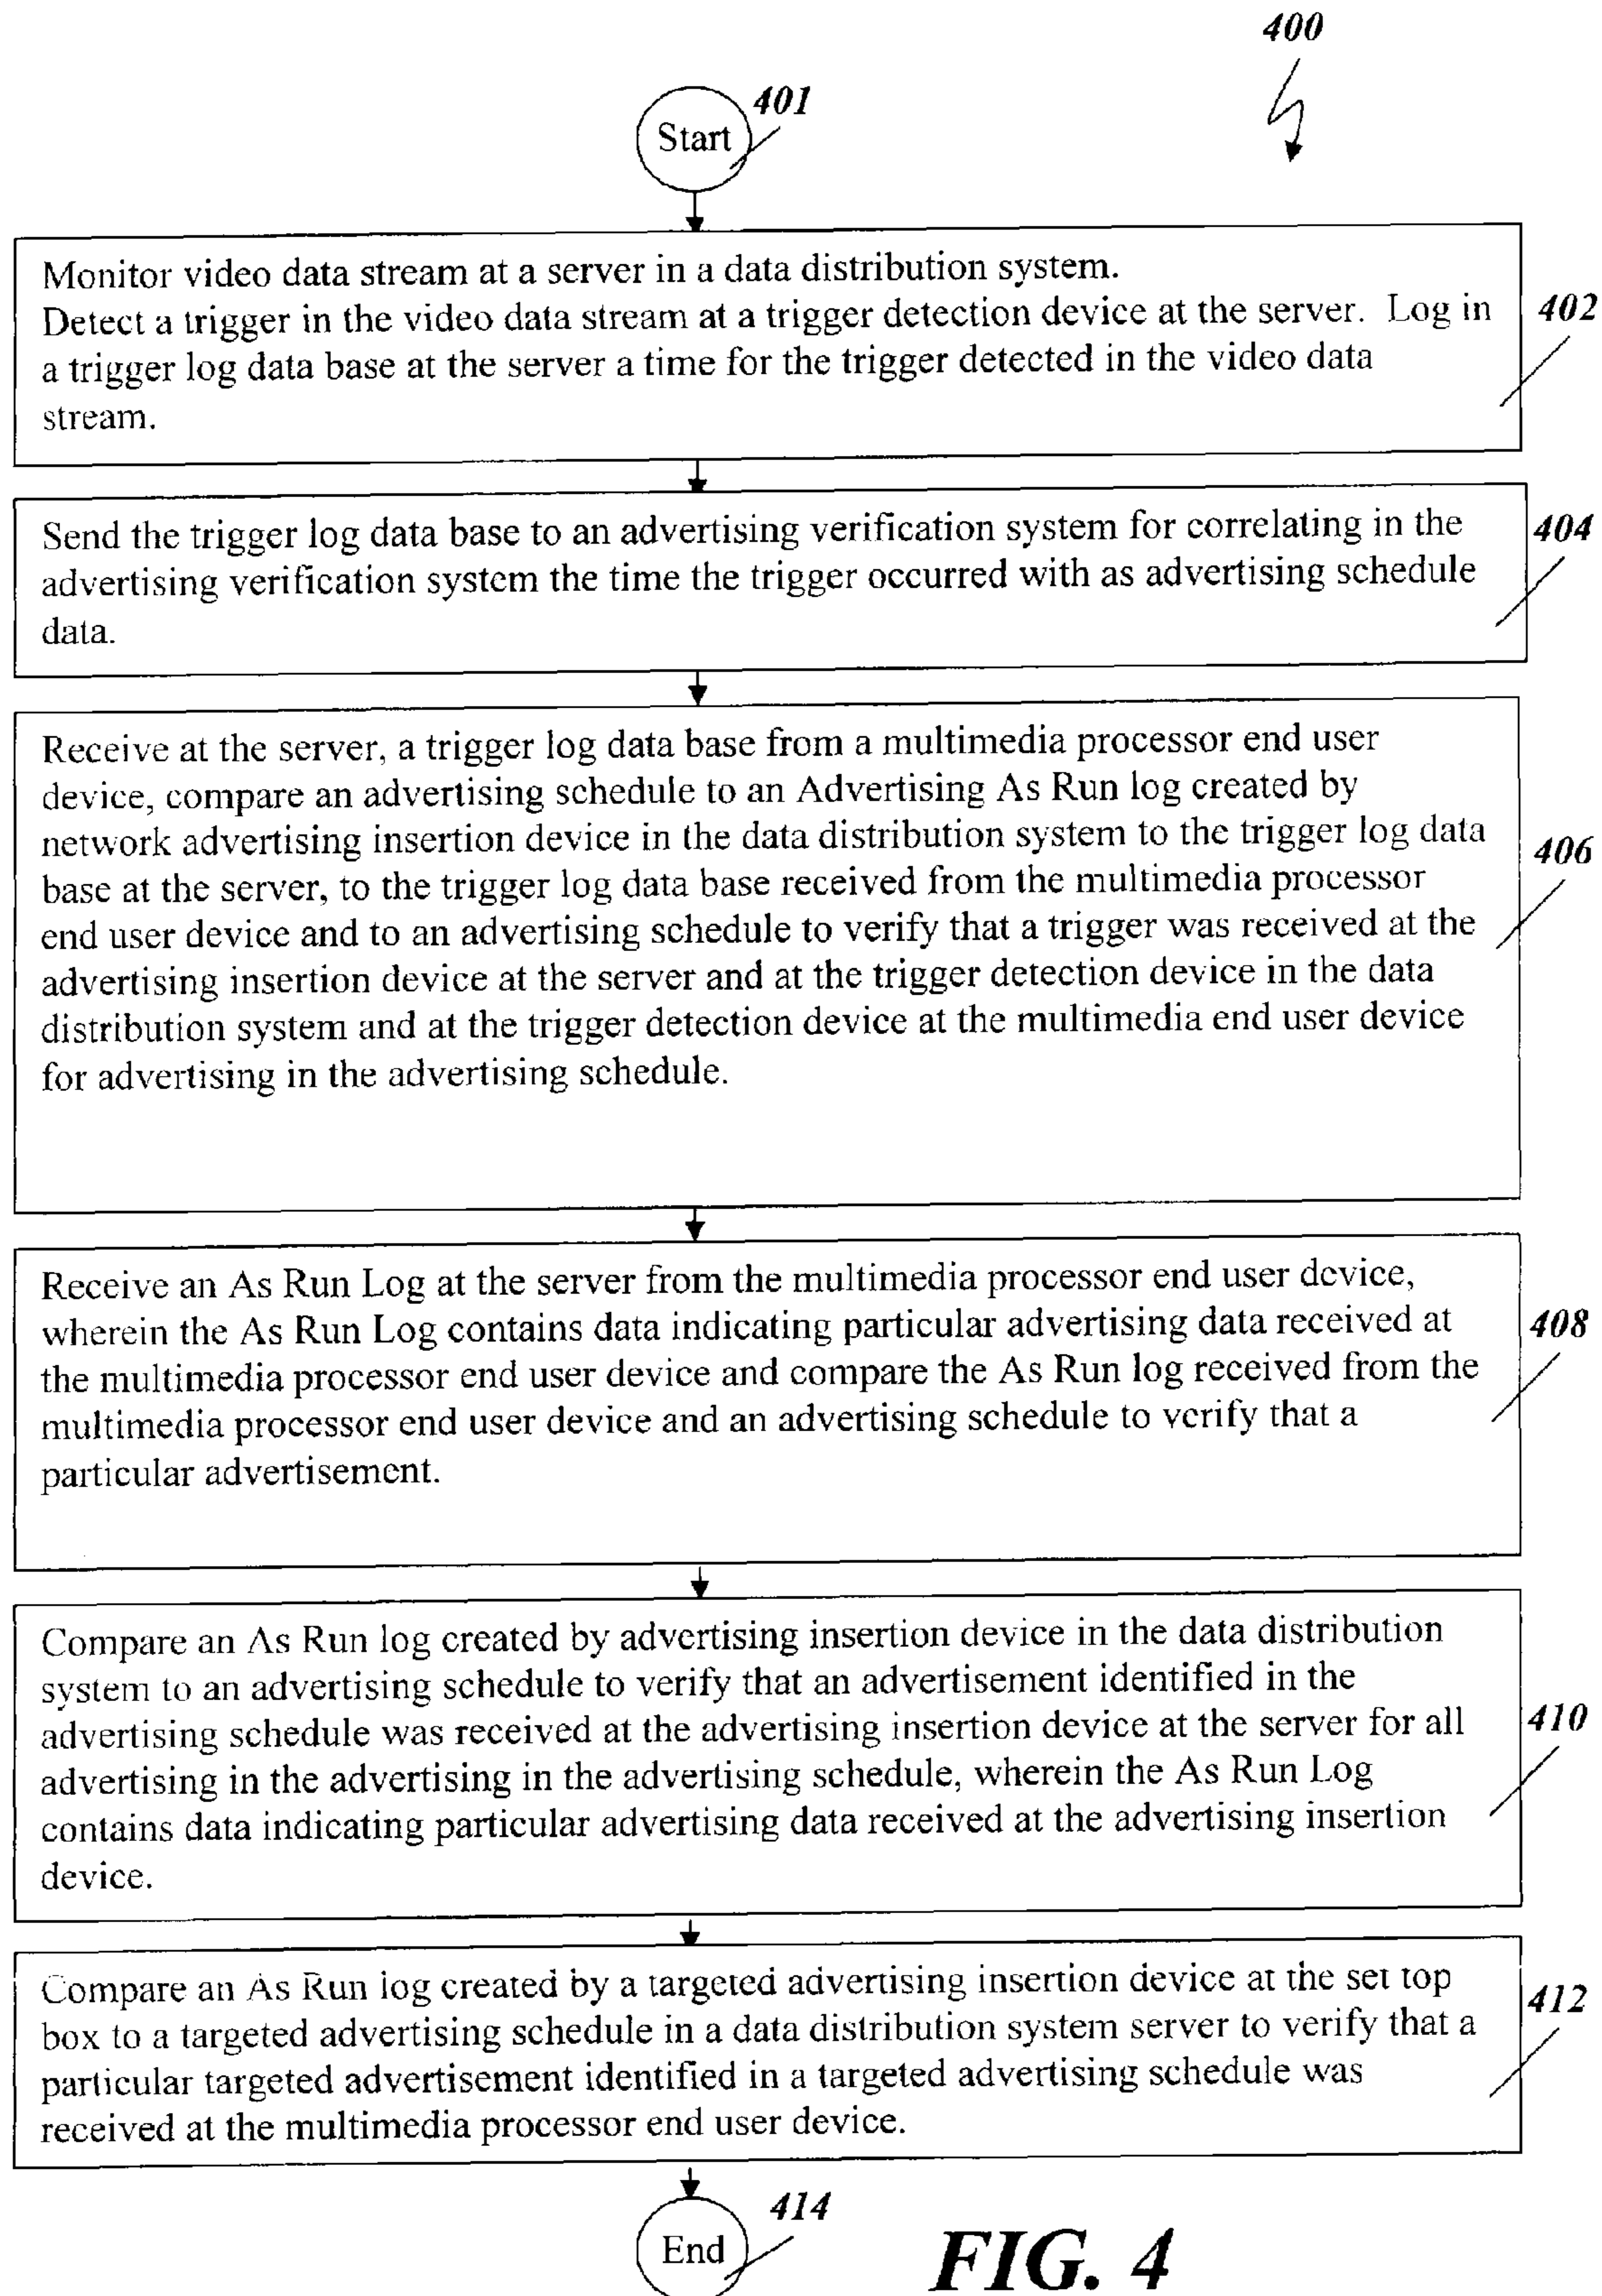 400
401
Start
Monitor video data stream at a server in a data distribution system.
Detect a trigger in the video data stream at a trigger detection device at the server. Log in
a trigger log data base at the server a time for the trigger detected in the video data
stream.
402
Send the trigger log data base to an advertising verification system for correlating in the
advertising verification system the time the trigger occurred with as advertising schedule
data.
404
Receive at the server, a trigger log data base from a multimedia processor end user
device, compare an advertising schedule to an Advertising As Run log created by
network advertising insertion device in the data distribution system to the trigger log data
base at the server, to the trigger log data base received from the multimedia processor
end user device and to an advertising schedule to verify that a trigger was received at the
advertising insertion device at the server and at the trigger detection device in the data
distribution system and at the trigger detection device at the multimedia end user device
for advertising in the advertising schedule.
406
Receive an As Run Log at the server from the multimedia processor end user device,
wherein the As Run Log contains data indicating particular advertising data received at
the multimedia processor end user device and compare the As Run log received from the
multimedia processor end user device and an advertising schedule to verify that a
particular advertisement.
408
Compare an As Run log created by advertising insertion device in the data distribution
system to an advertising schedule to verify that an advertisement identified in the
advertising schedule was received at the advertising insertion device at the server for all
advertising in the advertising in the advertising schedule, wherein the As Run Log
contains data indicating particular advertising data received at the advertising insertion
device.
410
Compare an As Run log created by a targeted advertising insertion device at the set top
box to a targeted advertising schedule in a data distribution system server to verify that a
particular targeted advertisement identified in a targeted advertising schedule was
received at the multimedia processor end user device.
412
414
End
FIG. 4